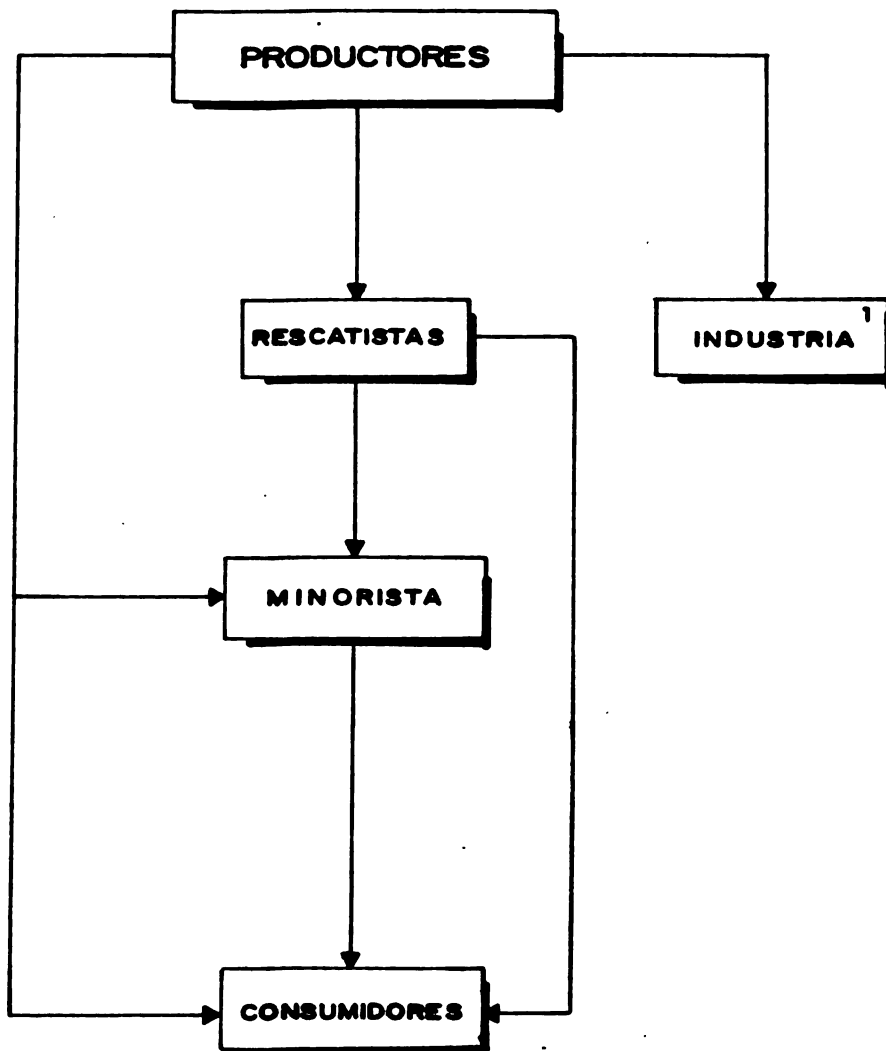 PRODUCTORES
RESCATISTAS
INDUSTRIA 1
MINORISTA
CONSUMIDORES